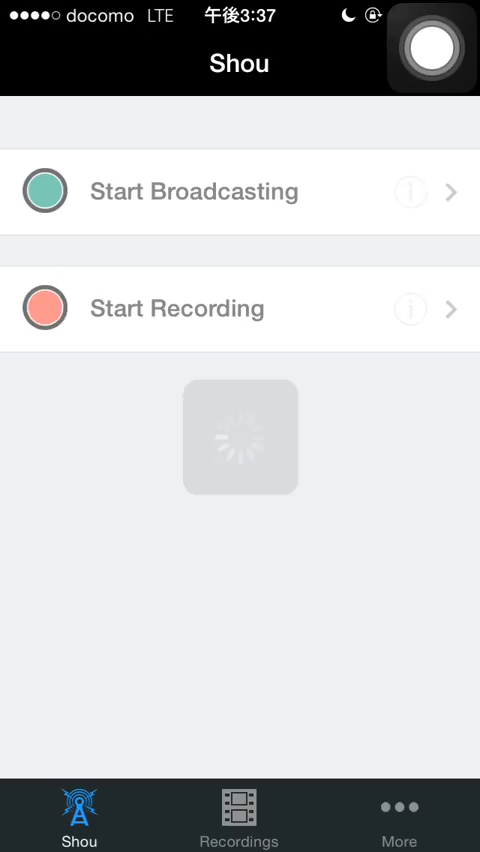 docomo LTE 午後3:37
Shou
Start Broadcasting
Start Recording
Shou Recordings More